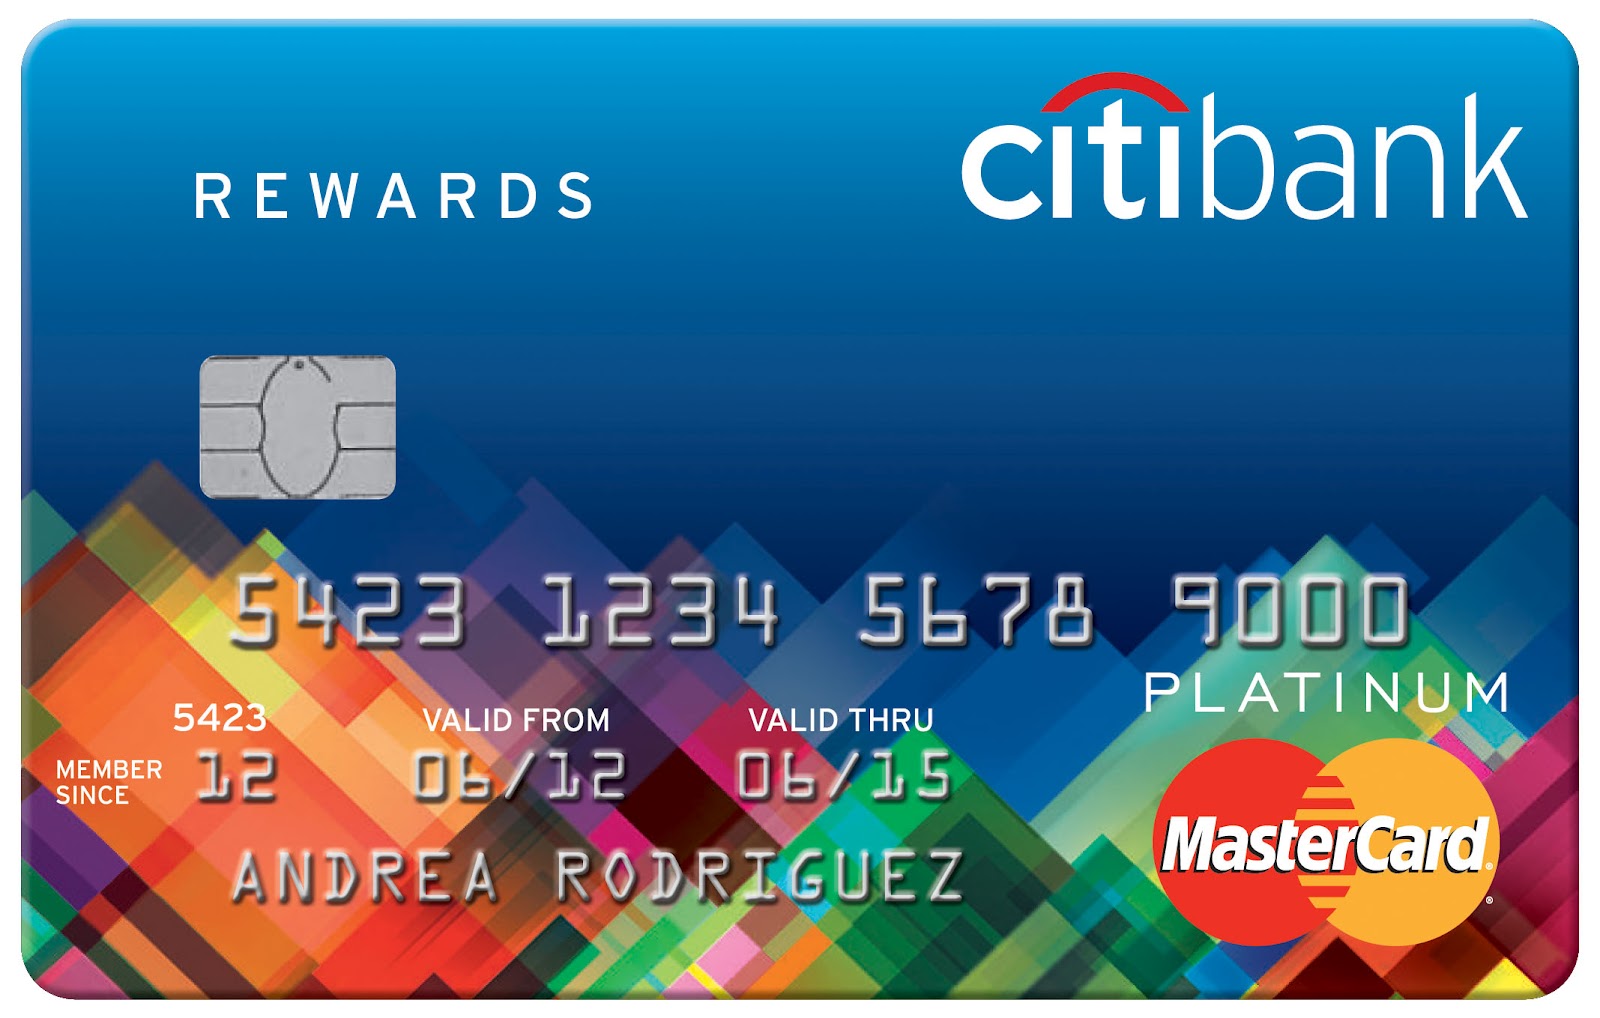 REWARDS
citibank
5423 1234 5678 9000
PLATINUM
5423 VALID FROM VALID THRU
MEMBER SINCE 12 06/12 06/15
ANDREA RODRIGUEZ
MasterCard